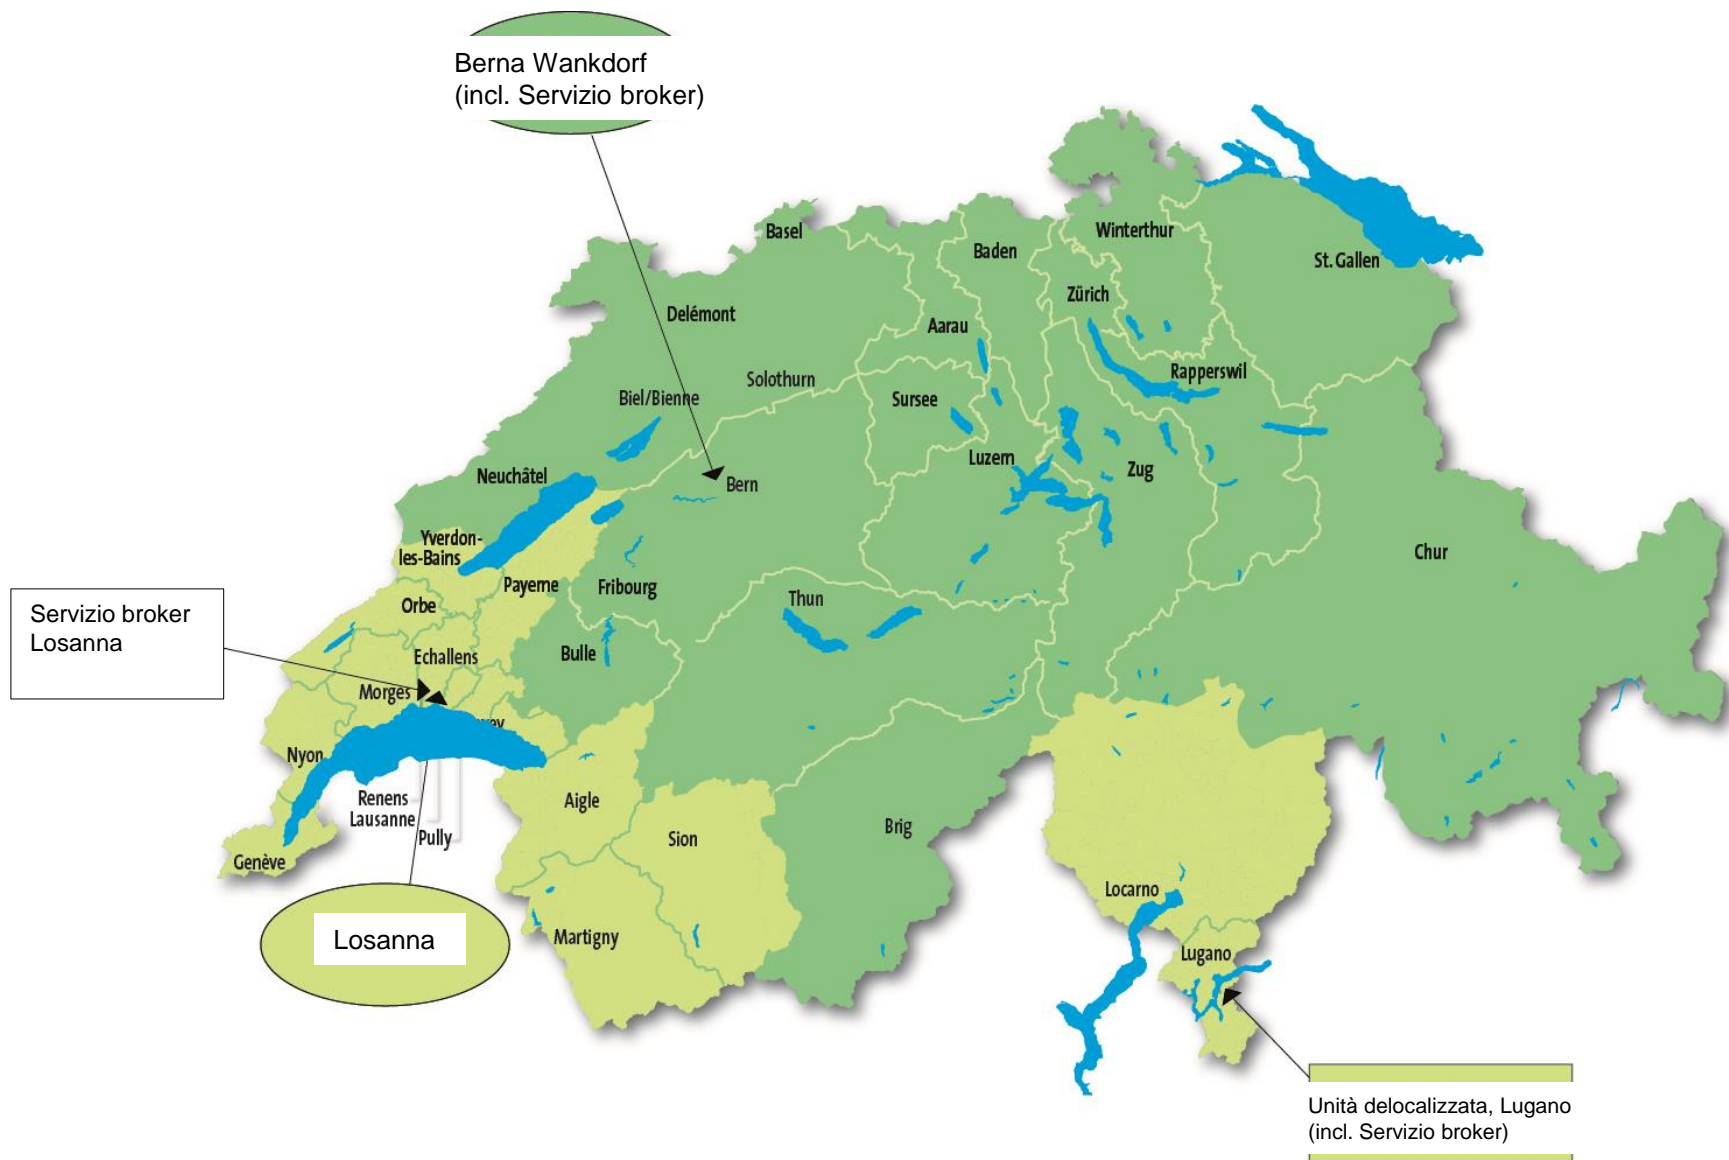 Berna Wankdorf
(incl. Servizio broker)
Basel
Baden
Winterthur
St. Gallen
Zürich
Delémont
Aarau
Solothurn
Rapperswil
Biel/Bienne
Sursee
Neuchâtel
Bern
Luzern
Zug
Yverdon-
les-Bains
Chur
Payerne
Fribourg
Orbe
Thun
Servizio broker
Losanna
Echallens
Bulle
Morges
Nyon
Renens
Lausanne
Pully
Aigle
Sion
Brig
Genève
Locarno
Losanna
Martigny
Lugano
Unità delocalizzata, Lugano
(incl. Servizio broker)